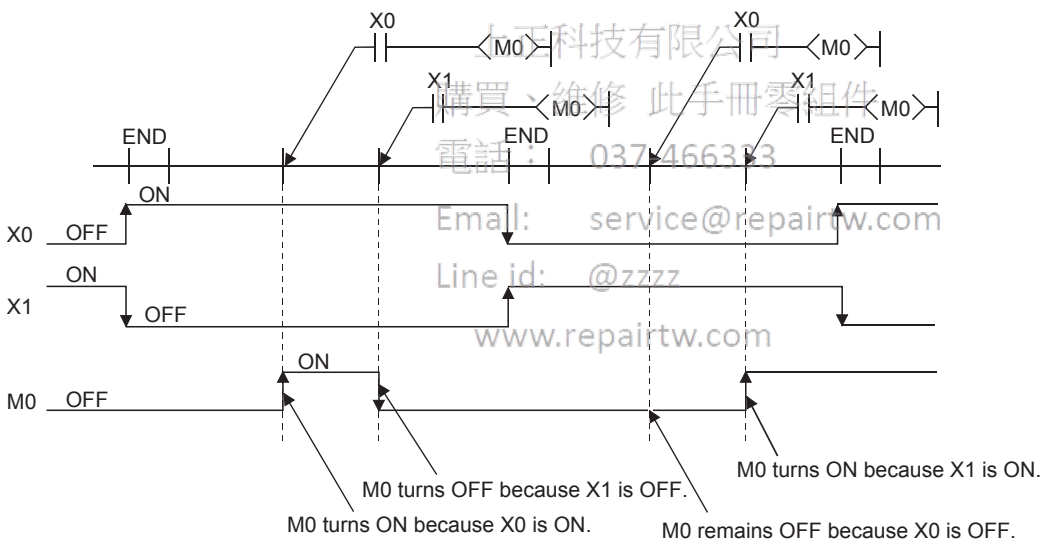 X0
X0
M0
上正科技有限公司
M0
X1
X1
購買、維修 此手冊零組件
M0
M0
END
END
END
電話： 037-466333
ON
Email: service@repairtw.com
X0 OFF
ON
Line id: @zzzz
X1
OFF
www.repairtw.com
ON
M0 OFF
M0 turns ON because X1 is ON.
M0 turns OFF because X1 is OFF.
M0 turns ON because X0 is ON.
M0 remains OFF because X0 is OFF.